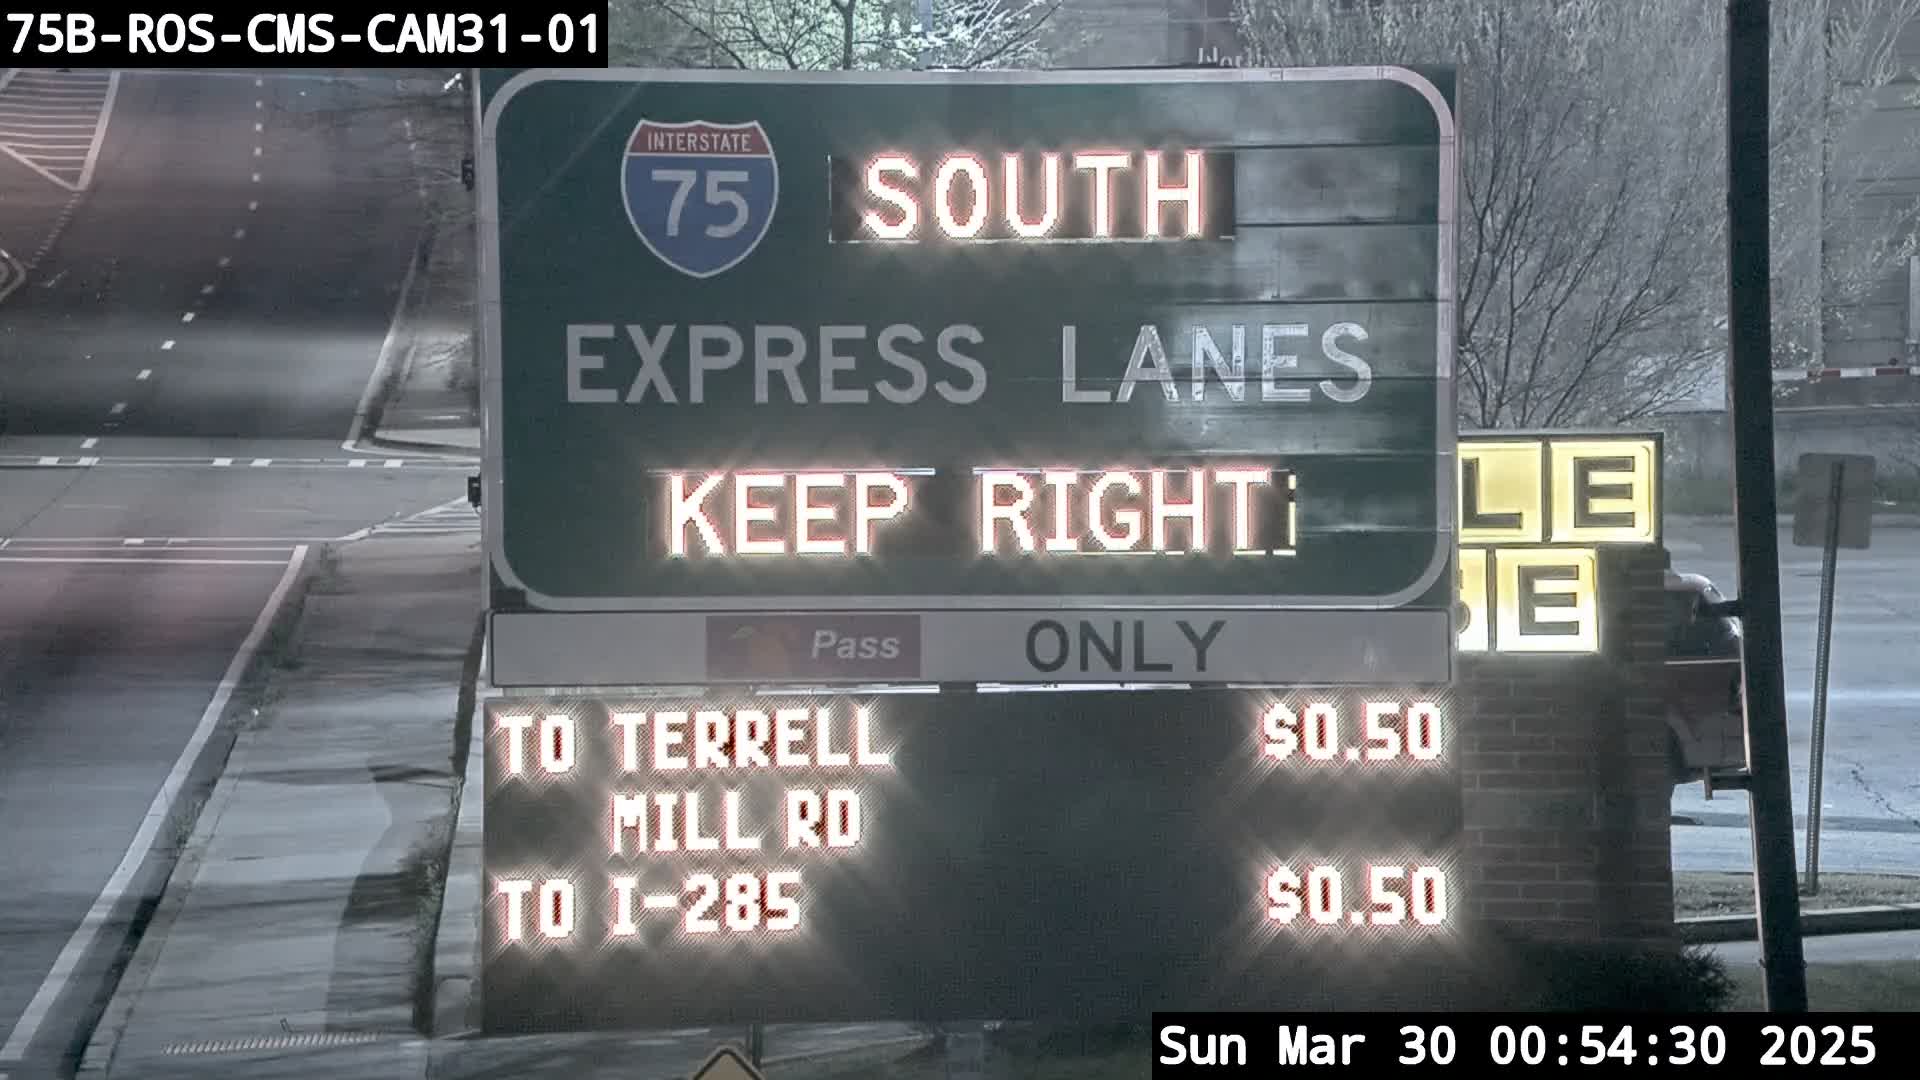 75B-ROS-CMS-CAM31-01
INTERSTATE
75
SOUTH
EXPRESS LANES
KEEP RIGHT
Pass
ONLY
TO TERRELL $0.50
MILL RD
TO I-285 $0.50
LE
E
Sun Mar 30 00:54:30 2025